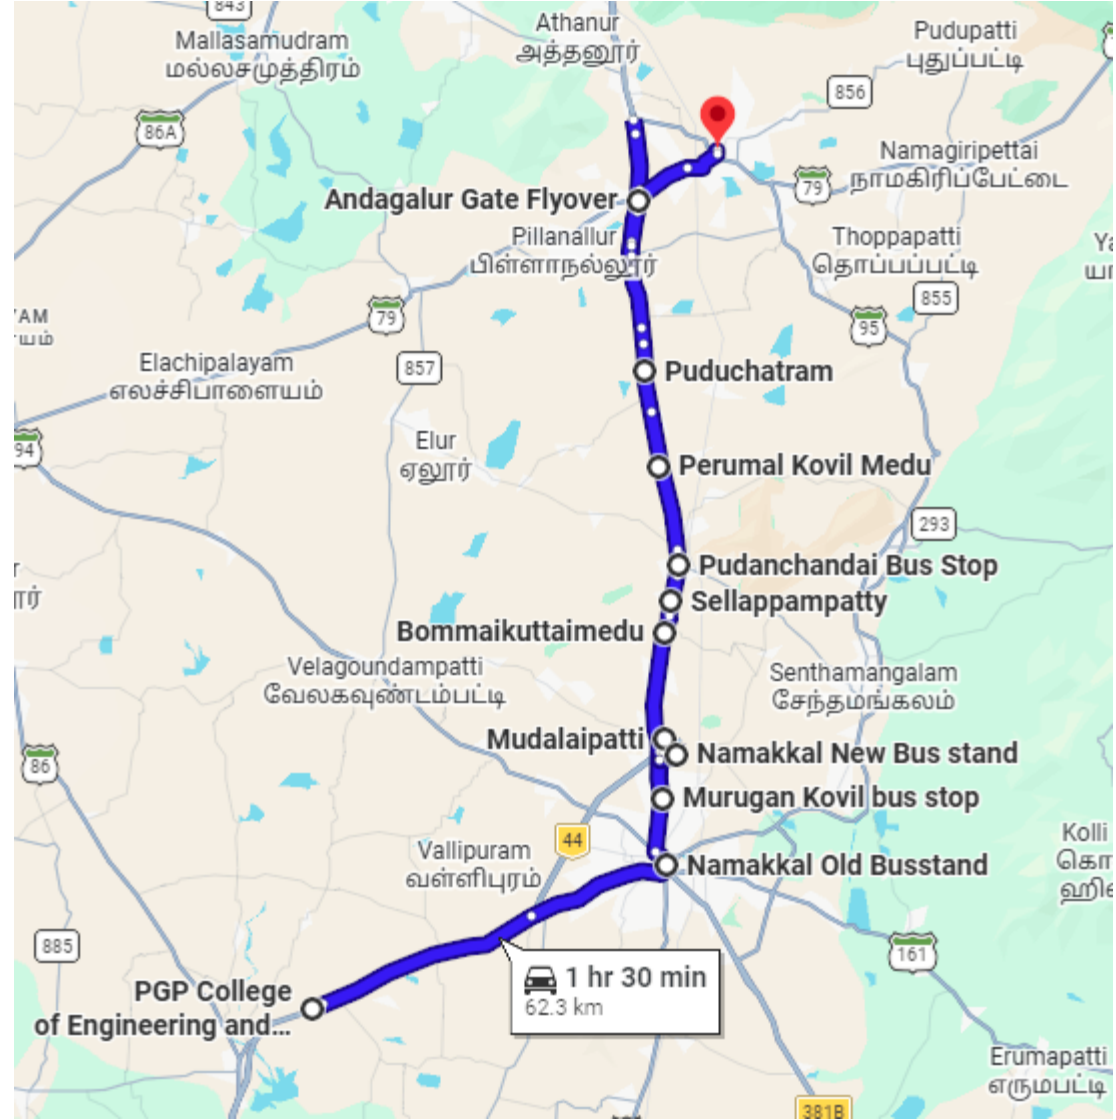 843
Athanur
அத்தனூர்
Mallasamudram
மல்லசமுத்திரம்
Pudupatti
புதுப்பட்டி
856
86A
Namagiripettai
நாமகிரிப்பேட்டை
79
Andagalur Gate Flyover
Pillanallur
பிள்ளாநல்லூர்
Thoppapatti
தொப்பப்பட்டி
855
79
95
Elachipalayam
எலச்சிபாளையம்
857
Puduchatram
94
Elur
ஏலூர்
Perumal Kovil Medu
293
Pudanchandai Bus Stop
Sellappampatty
Bommaikuttaimedu
Velagoundampatti
வேலகவுண்டம்பட்டி
Senthamangalam
சேந்தமங்கலம்
Mudalaipatti
Namakkal New Bus stand
86
Murugan Kovil bus stop
44
Kolli
Vallipuram
வள்ளிபுரம்
Namakkal Old Busstand
885
161
1 hr 30 min
62.3 km
PGP College
of Engineering and...
Erumapatti
எருமபட்டி
381B